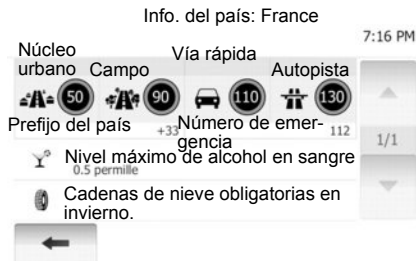 Info. del país: France
7:16 PM
Núcleo
urbano
Campo
Vía rápida
Autopista
50
90
110
130
Prefijo del país
+33
Número de emer-
gencia
112
1/1
Nivel máximo de alcohol en sangre
0.5 permille
Cadenas de nieve obligatorias en
invierno.